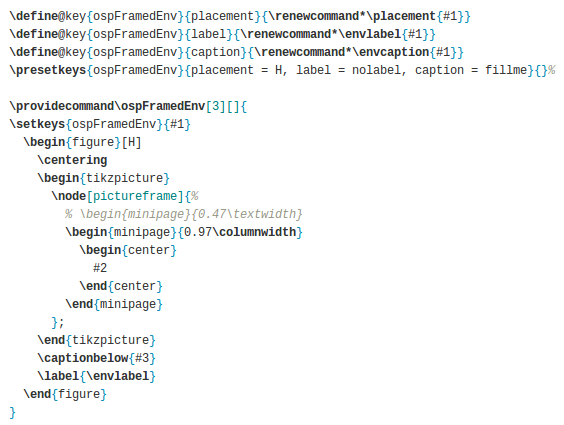 \define@key{ospFramedEnv}{placement}{\renewcommand*\placement{#1}}
\define@key{ospFramedEnv}{label}{\renewcommand*\envlabel{#1}}
\define@key{ospFramedEnv}{caption}{\renewcommand*\envcaption{#1}}
\presetkeys{ospFramedEnv}{placement = H, label = nolabel, caption = fillme}{}%

\providecommand\ospFramedEnv[3][]{
\setkeys{ospFramedEnv}{#1}
  \begin{figure}[H]
    \centering
    \begin{tikzpicture}
      \node[pictureframe]{%
        % \begin{minipage}{0.47\textwidth}
        \begin{minipage}{0.97\columnwidth}
          \begin{center}
            #2
          \end{center}
        \end{minipage}
      };
    \end{tikzpicture}
    \captionbelow{#3}
    \label{\envlabel}
  \end{figure}
}